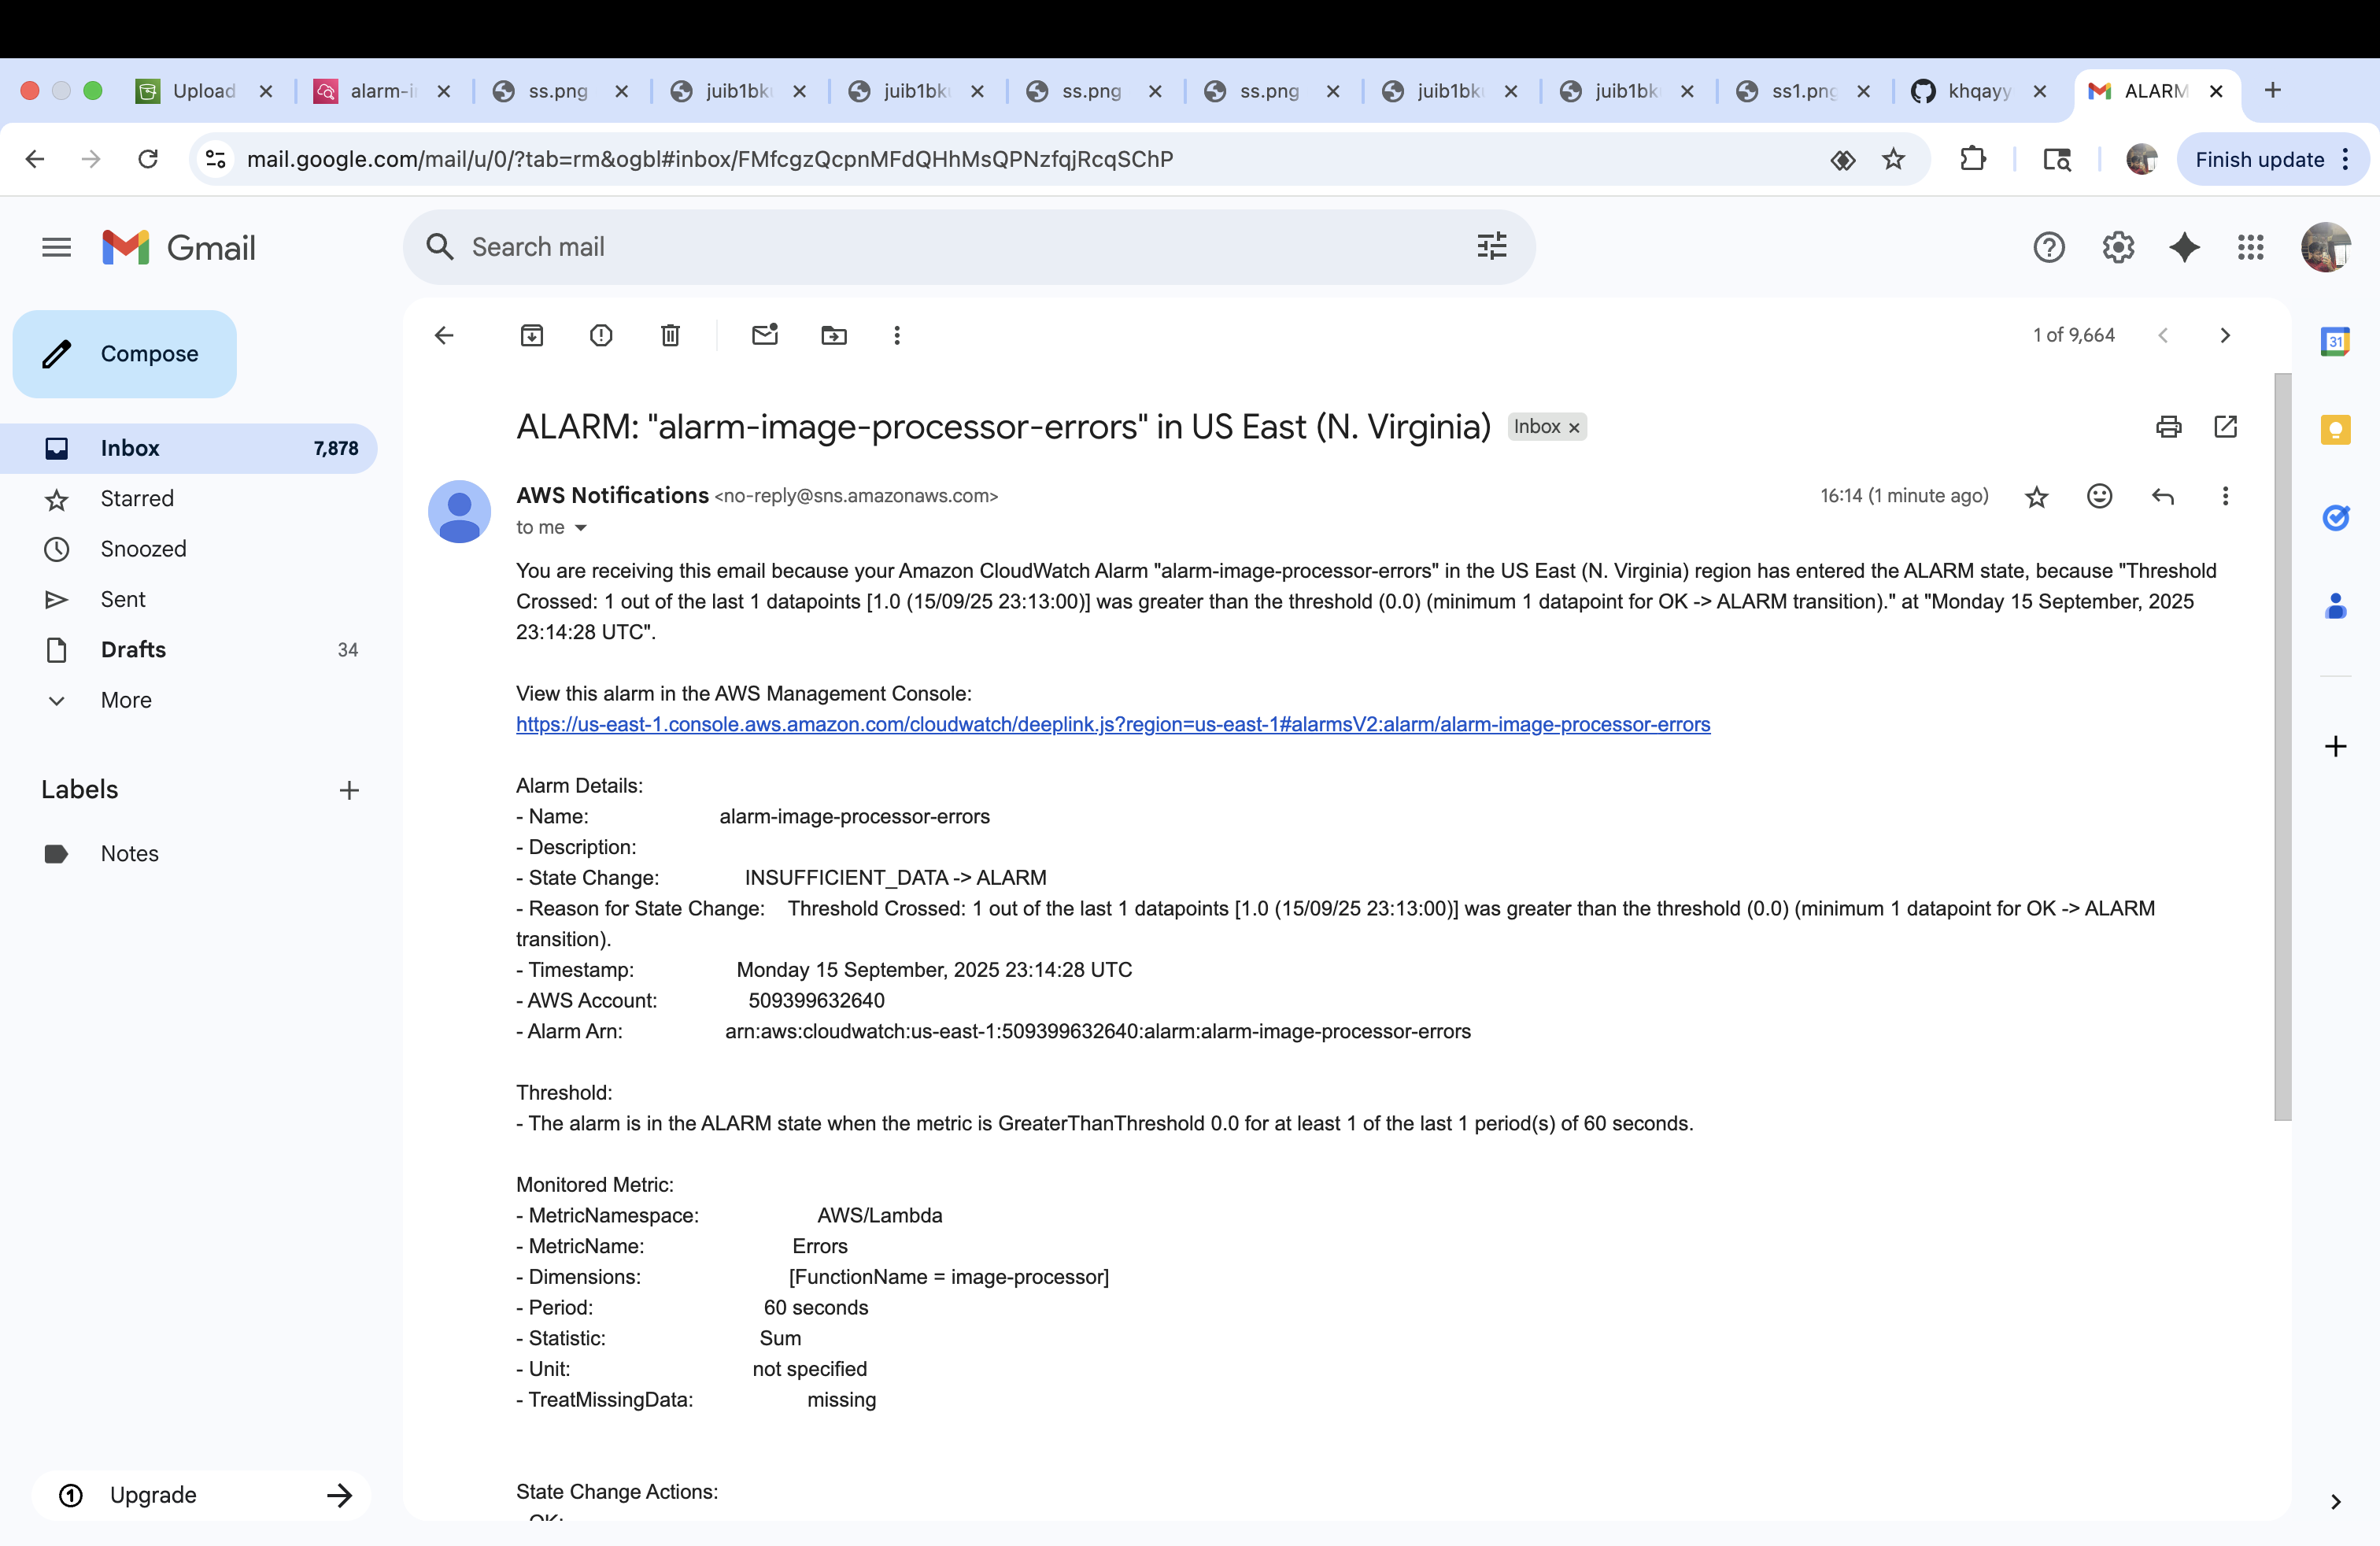 Upload
alarm-i
ss.png
juib1bk
juib1bk
ss.png
ss.png
juib1bk
juib1bk
ss1.png
khqayy
ALARM
mail.google.com/mail/u/0/?tab=rm&ogbl#inbox/FMfcgzQcpnMFdQHhMsQPNzfqjRcqSChP
Finish update
Gmail
Search mail
Compose
1 of 9,664
31
Inbox 7,878
Starred
Snoozed
Sent
Drafts 34
More
Labels
Notes
Upgrade
ALARM: "alarm-image-processor-errors" in US East (N. Virginia) Inbox
AWS Notifications <no-reply@sns.amazonaws.com> 16:14 (1 minute ago)
to me
You are receiving this email because your Amazon CloudWatch Alarm "alarm-image-processor-errors" in the US East (N. Virginia) region has entered the ALARM state, because "Threshold
Crossed: 1 out of the last 1 datapoints [1.0 (15/09/25 23:13:00)] was greater than the threshold (0.0) (minimum 1 datapoint for OK -> ALARM transition)." at "Monday 15 September, 2025
23:14:28 UTC".
View this alarm in the AWS Management Console:
https://us-east-1.console.aws.amazon.com/cloudwatch/deeplink.js?region=us-east-1#alarmsV2:alarm/alarm-image-processor-errors
Alarm Details:
- Name: alarm-image-processor-errors
- Description:
- State Change: INSUFFICIENT_DATA -> ALARM
- Reason for State Change: Threshold Crossed: 1 out of the last 1 datapoints [1.0 (15/09/25 23:13:00)] was greater than the threshold (0.0) (minimum 1 datapoint for OK -> ALARM
transition).
- Timestamp: Monday 15 September, 2025 23:14:28 UTC
- AWS Account: 509399632640
- Alarm Arn: arn:aws:cloudwatch:us-east-1:509399632640:alarm:alarm-image-processor-errors
Threshold:
- The alarm is in the ALARM state when the metric is GreaterThanThreshold 0.0 for at least 1 of the last 1 period(s) of 60 seconds.
Monitored Metric:
- MetricNamespace: AWS/Lambda
- MetricName: Errors
- Dimensions: [FunctionName = image-processor]
- Period: 60 seconds
- Statistic: Sum
- Unit: not specified
- TreatMissingData: missing
State Change Actions:
- OK: